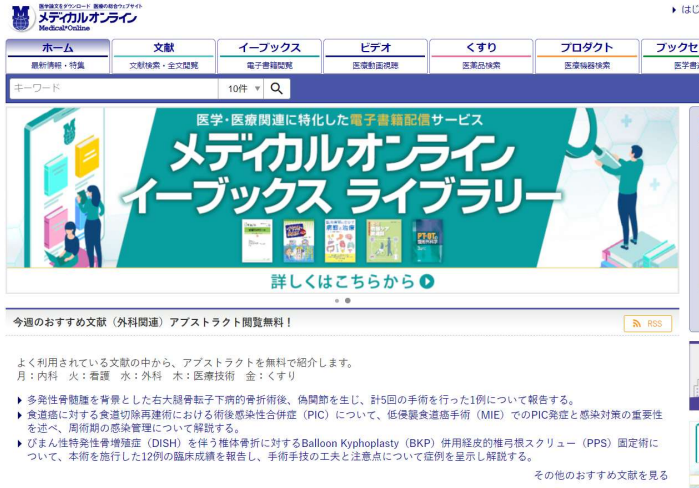 医学論文をダウンロード 医療の総合ウェブサイト
メディカルオンライン
Medical*Online
はじ
ホーム
最新情報・特集
文献
文献検索・全文閲覧
イーブックス
電子書籍閲覧
ビデオ
医療動画視聴
くすり
医薬品検索
プロダクト
医療機器検索
ブックセ
医学書
キーワード
10件
医学・医療関連に特化した電子書籍配信サービス
メディカルオンライン
イーブックス ライブラリー
PT・OT
詳しくはこちらから
今週のおすすめ文献（外科関連）アブストラクト閲覧無料！
RSS
よく利用されている文献の中から、アブストラクトを無料で紹介します。
月：内科 火：看護 水：外科 木：医療技術 金：くすり
多発性骨髄腫を背景とした右大腿骨転子下病的骨折術後、偽関節を生じ、計5回の手術を行った1例について報告する。
食道癌に対する食道切除再建術における術後感染性合併症（PIC）について、低侵襲食道癌手術（MIE）でのPIC発症と感染対策の重要性
を述べ、周術期の感染管理について解説する。
びまん性特発性骨増殖症（DISH）を伴う椎体骨折に対するBalloon Kyphoplasty（BKP）併用経皮的椎弓根スクリュー（PPS）固定術に
ついて、本術を施行した12例の臨床成績を報告し、手術手技の工夫と注意点について症例を呈示し解説する。
その他のおすすめ文献を見る